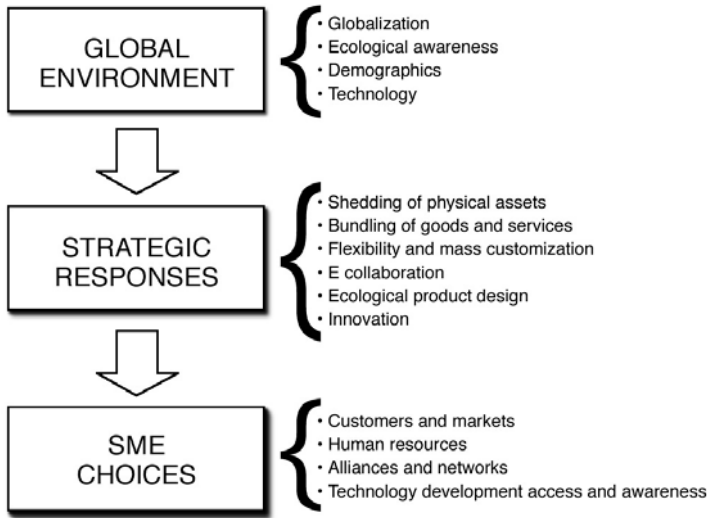 GLOBAL
ENVIRONMENT
· Globalization
· Ecological awareness
· Demographics
· Technology
STRATEGIC
RESPONSES
· Shedding of physical assets
· Bundling of goods and services
· Flexibility and mass customization
· E collaboration
· Ecological product design
· Innovation
SME
CHOICES
· Customers and markets
· Human resources
· Alliances and networks
· Technology development access and awareness